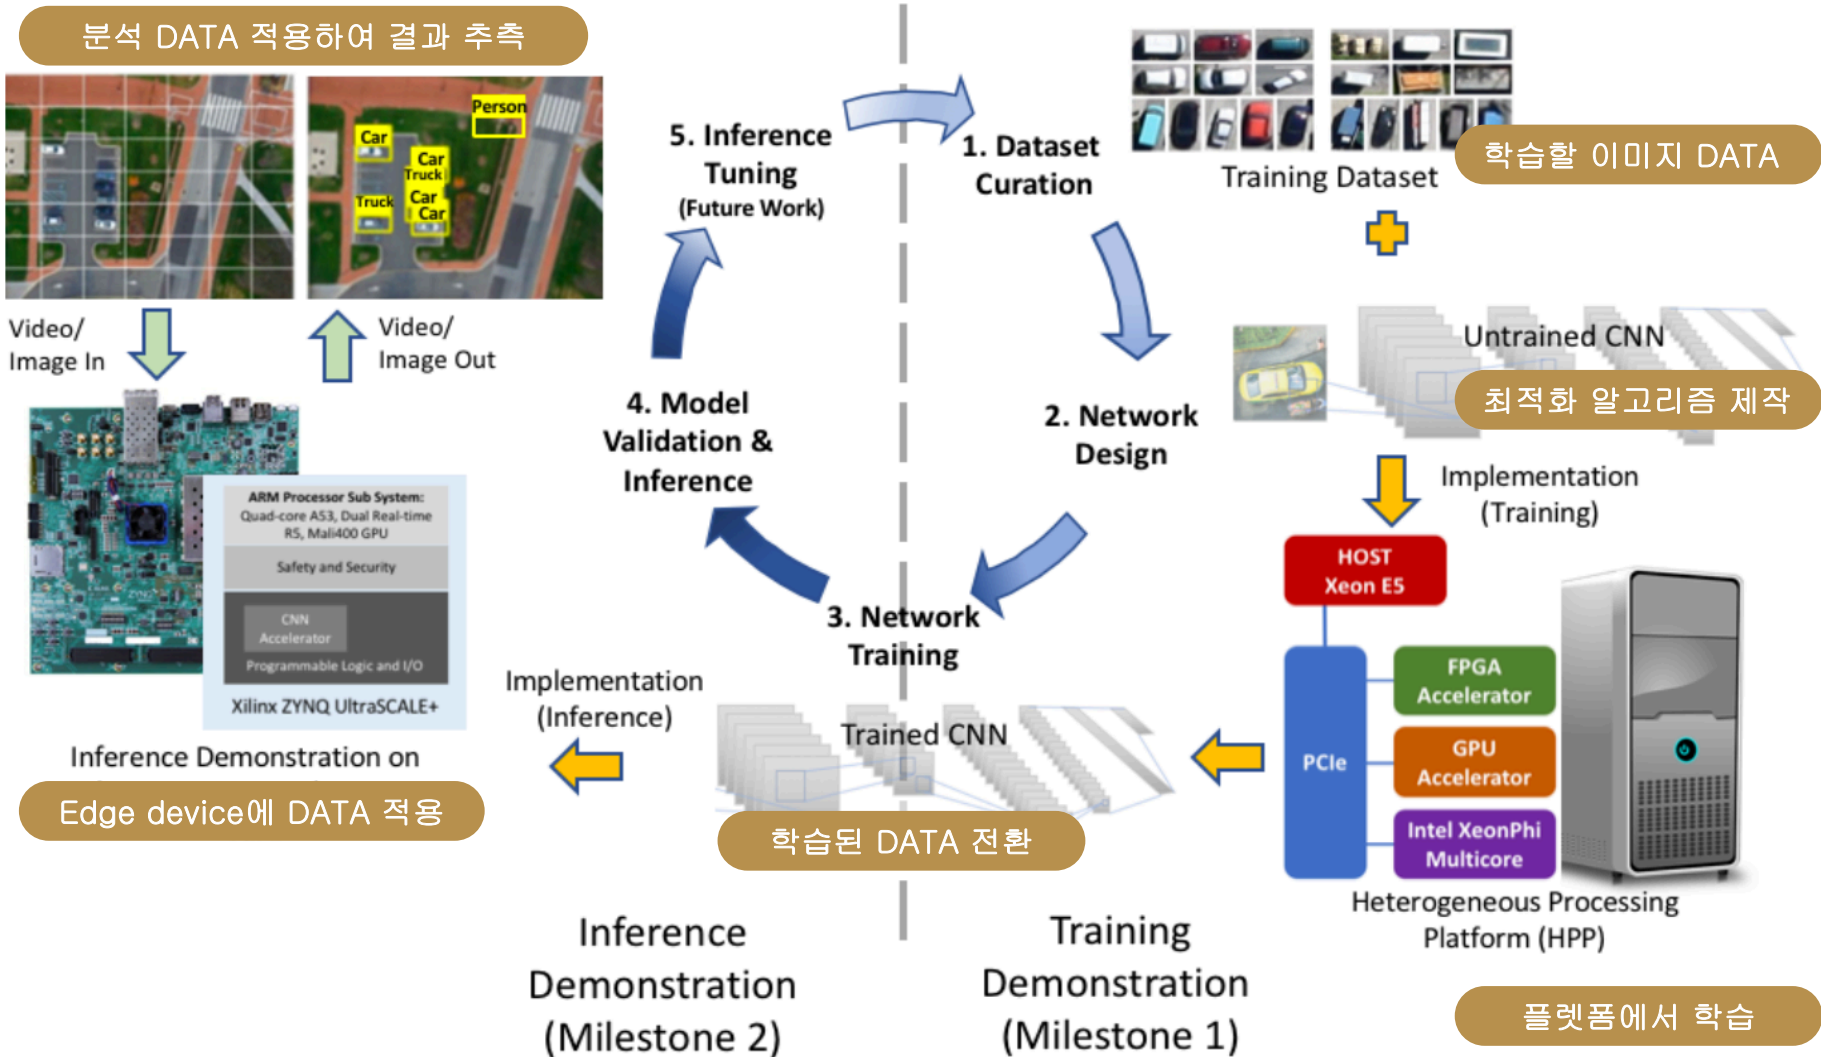 분석 DATA 적용하여 결과 추측
Person
Car
Car
Truck
Truck
Car
Car
Video/
Image In
Video/
Image Out
ARM Processor Sub System:
Quad-core A53, Dual Real-time
R5, Mali400 GPU
Safety and Security
CNN
Accelerator
Programmable Logic and I/O
Xilinx ZYNQ UltraSCALE+
Inference Demonstration on
Edge device에 DATA 적용
5. Inference
Tuning
(Future Work)
1. Dataset
Curation
2. Network
Design
3. Network
Training
4. Model
Validation &
Inference
Training Dataset
학습할 이미지 DATA
Untrained CNN
최적화 알고리즘 제작
Implementation
(Training)
HOST
Xeon E5
PCIe
FPGA
Accelerator
GPU
Accelerator
Intel XeonPhi
Multicore
Heterogeneous Processing
Platform (HPP)
플렛폼에서 학습
Implementation
(Inference)
Trained CNN
학습된 DATA 전환
Inference
Demonstration
(Milestone 2)
Training
Demonstration
(Milestone 1)